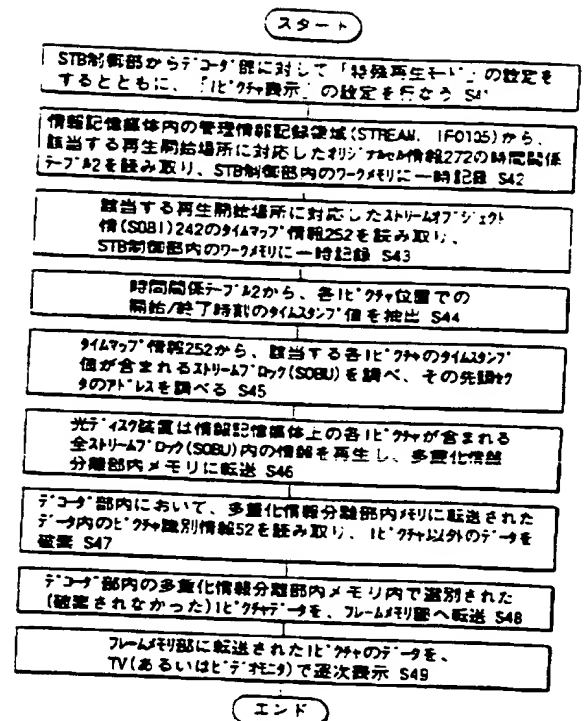 スタート
STB制御部からデコーダ部に対して「特殊再生モード」の設定を
するとともに、「Iピクチャ表示」の設定を行なう S41
情報記憶媒体内の管理情報記録領域(STREAM. IFO105)から、
該当する再生開始場所に対応したオリジナルセル情報272の時間関係
テーブル2を読み取り、STB制御部内のワークメモリに一時記録 S42
該当する再生開始場所に対応したストリームオブジェクト
情(SOBI)242のタイムマップ情報252を読み取り、
STB制御部内のワークメモリに一時記録 S43
時間関係テーブル2から、各Iピクチャ位置での
開始/終了時刻のタイムスタンプ値を抽出 S44
タイムマップ情報252から、該当する各Iピクチャのタイムスタンプ
値が含まれるストリームブロック(SOBU)を調べ、その先頭セク
タのアドレスを調べる S45
光ディスク装置は情報記憶媒体上の各Iピクチャが含まれる
全ストリームブロック(SOBU)内の情報を再生し、多重化情報
分離部内メモリに転送 S46
デコーダ部内において、多重化情報分離部内メモリに転送された
データ内のピクチャ識別情報52を読み取り、Iピクチャ以外のデータを
破棄 S47
デコーダ部内の多重化情報分離部内メモリ内で選別された
(破棄されなかった)Iピクチャデータを、フレームメモリ部へ転送 S48
フレームメモリ部に転送されたIピクチャのデータを、
TV(あるいはビデオモニタ)で逐次表示 S49
エンド